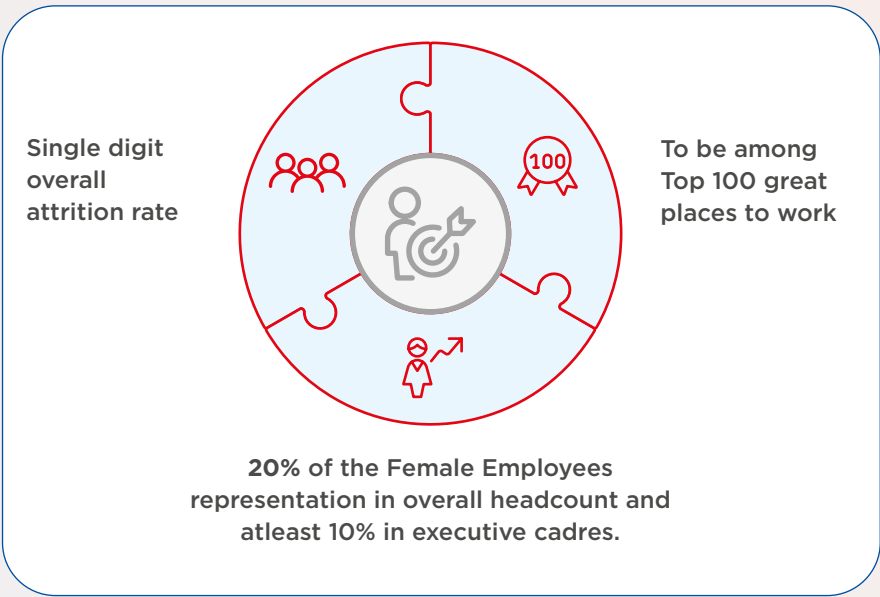 Single digit
overall
attrition rate
100
To be among
Top 100 great
places to work
20% of the Female Employees
representation in overall headcount and
atleast 10% in executive cadres.